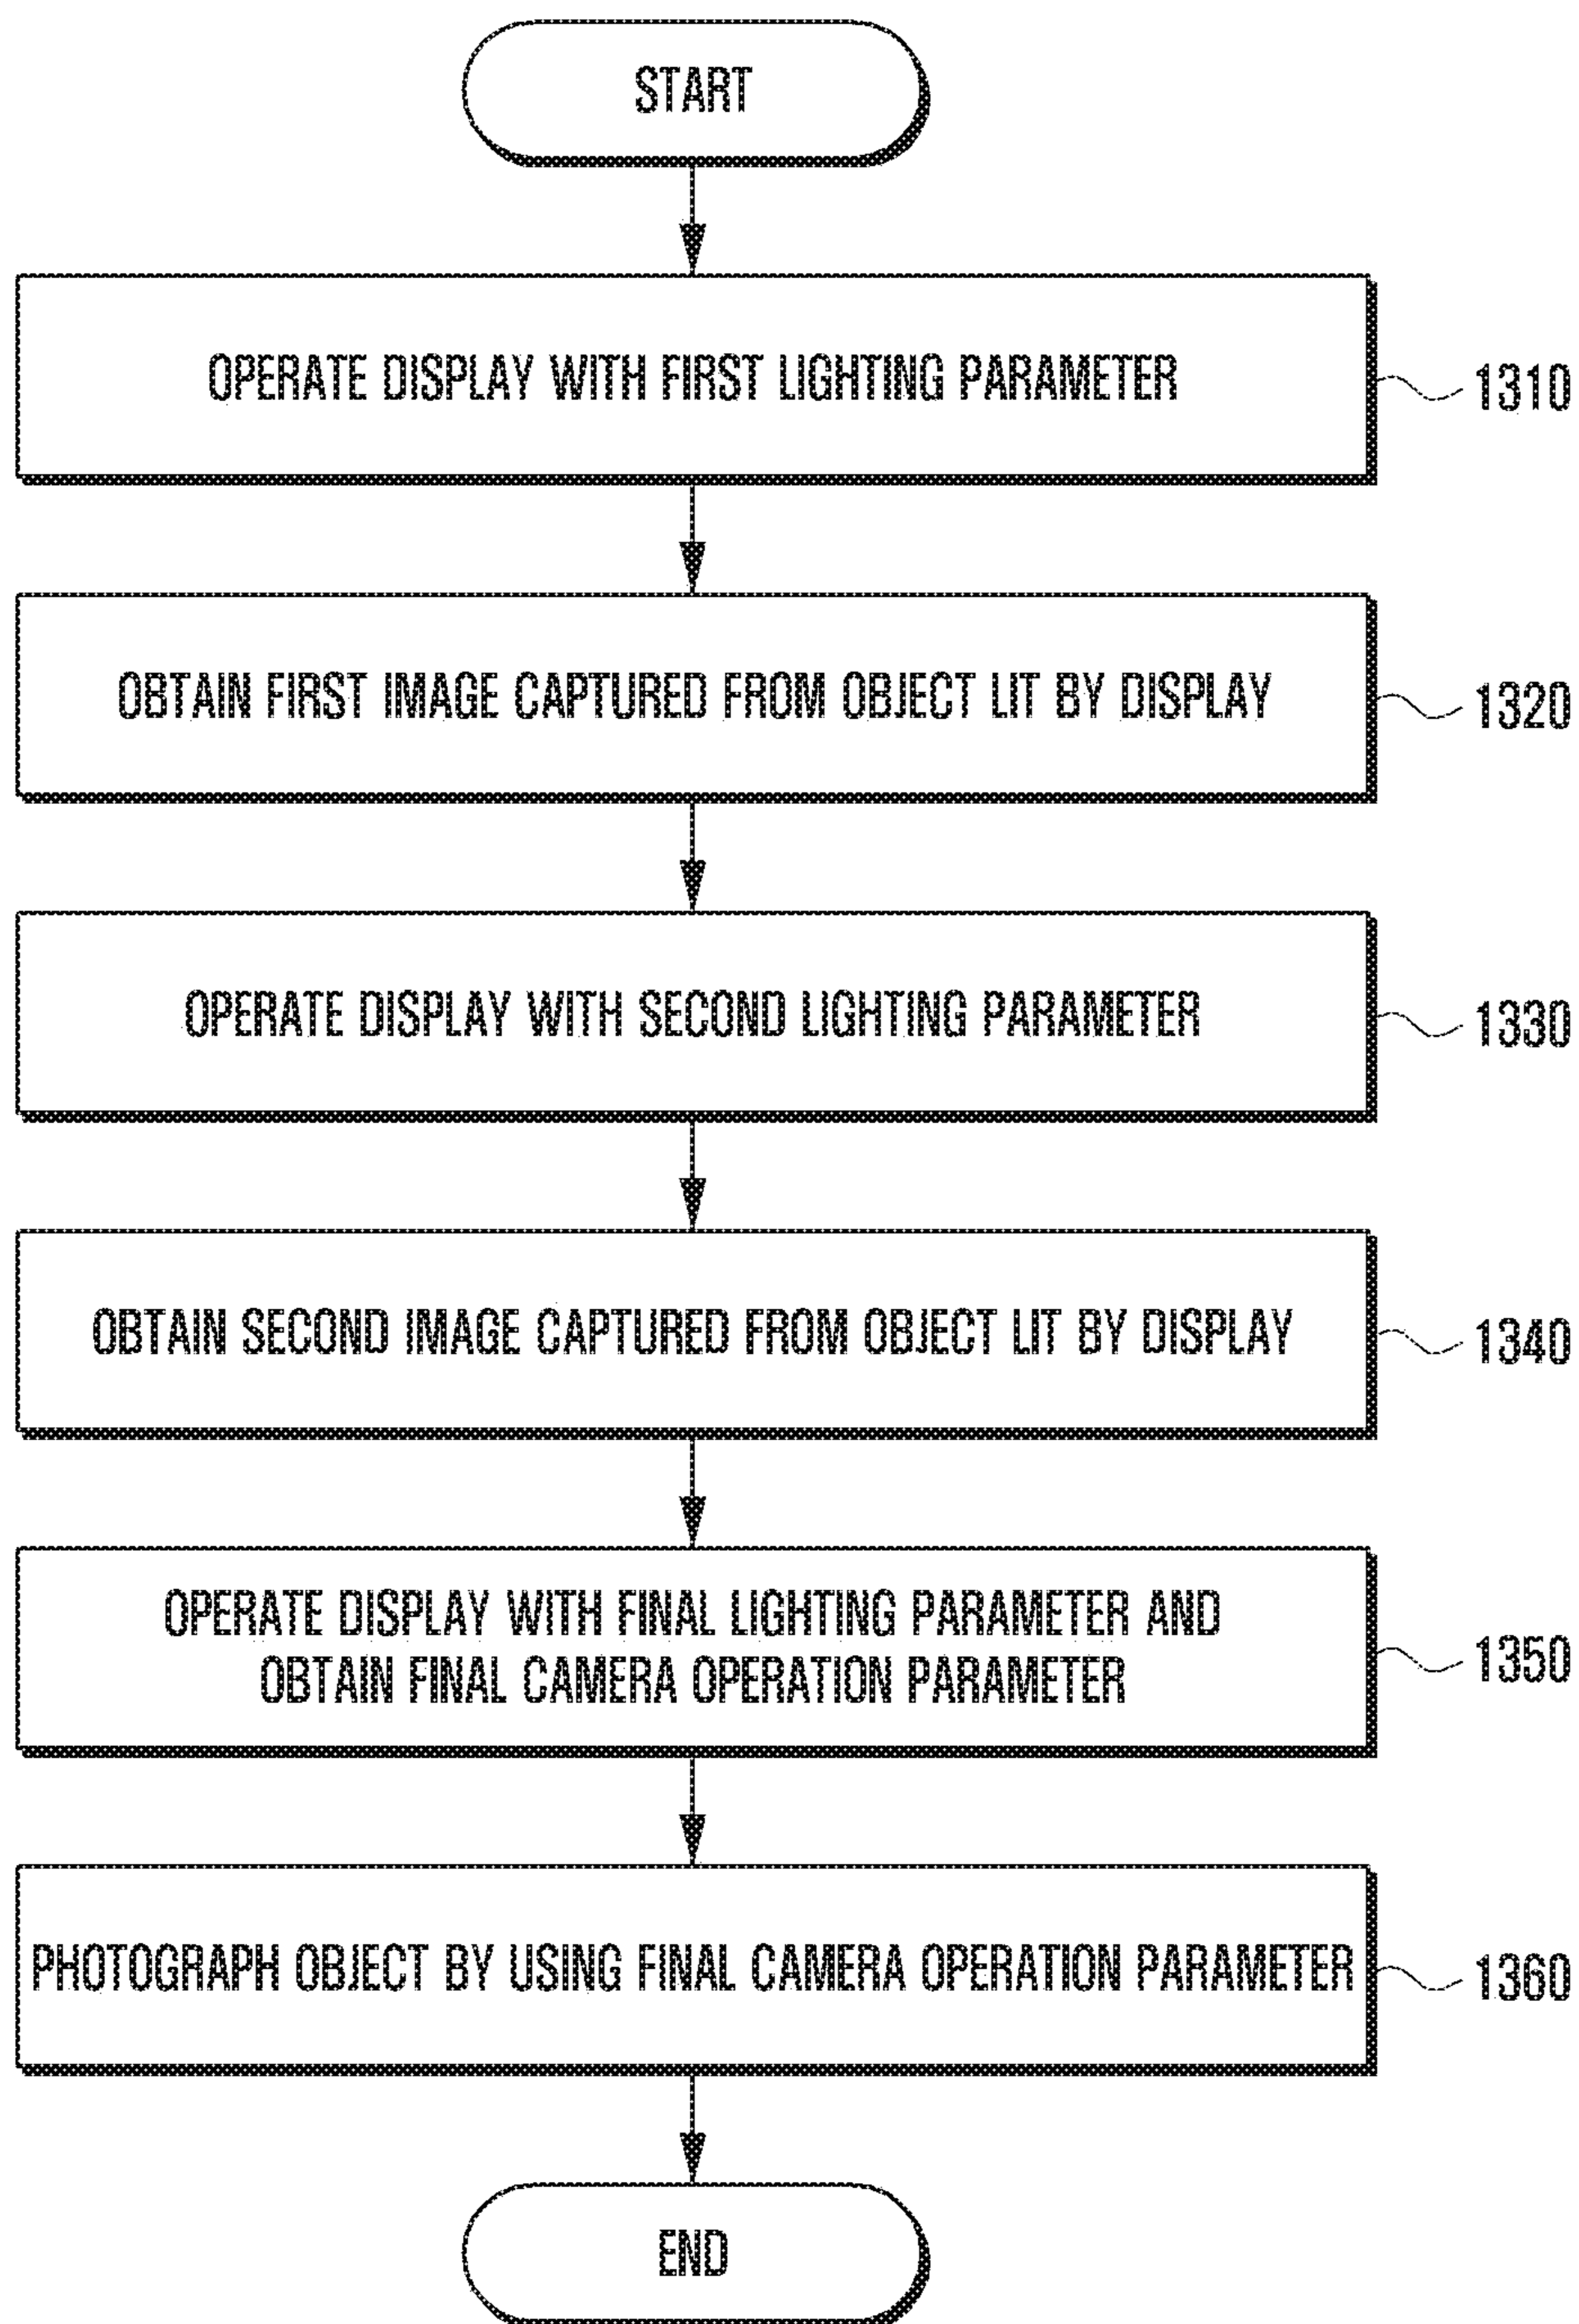 START
OPERATE DISPLAY WITH FIRST LIGHTING PARAMETER
1310
OBTAIN FIRST IMAGE CAPTURED FROM OBJECT LIT BY DISPLAY
1320
OPERATE DISPLAY WITH SECOND LIGHTING PARAMETER
1330
OBTAIN SECOND IMAGE CAPTURED FROM OBJECT LIT BY DISPLAY
1340
OPERATE DISPLAY WITH FINAL LIGHTING PARAMETER AND
OBTAIN FINAL CAMERA OPERATION PARAMETER
1350
PHOTOGRAPH OBJECT BY USING FINAL CAMERA OPERATION PARAMETER
1360
END